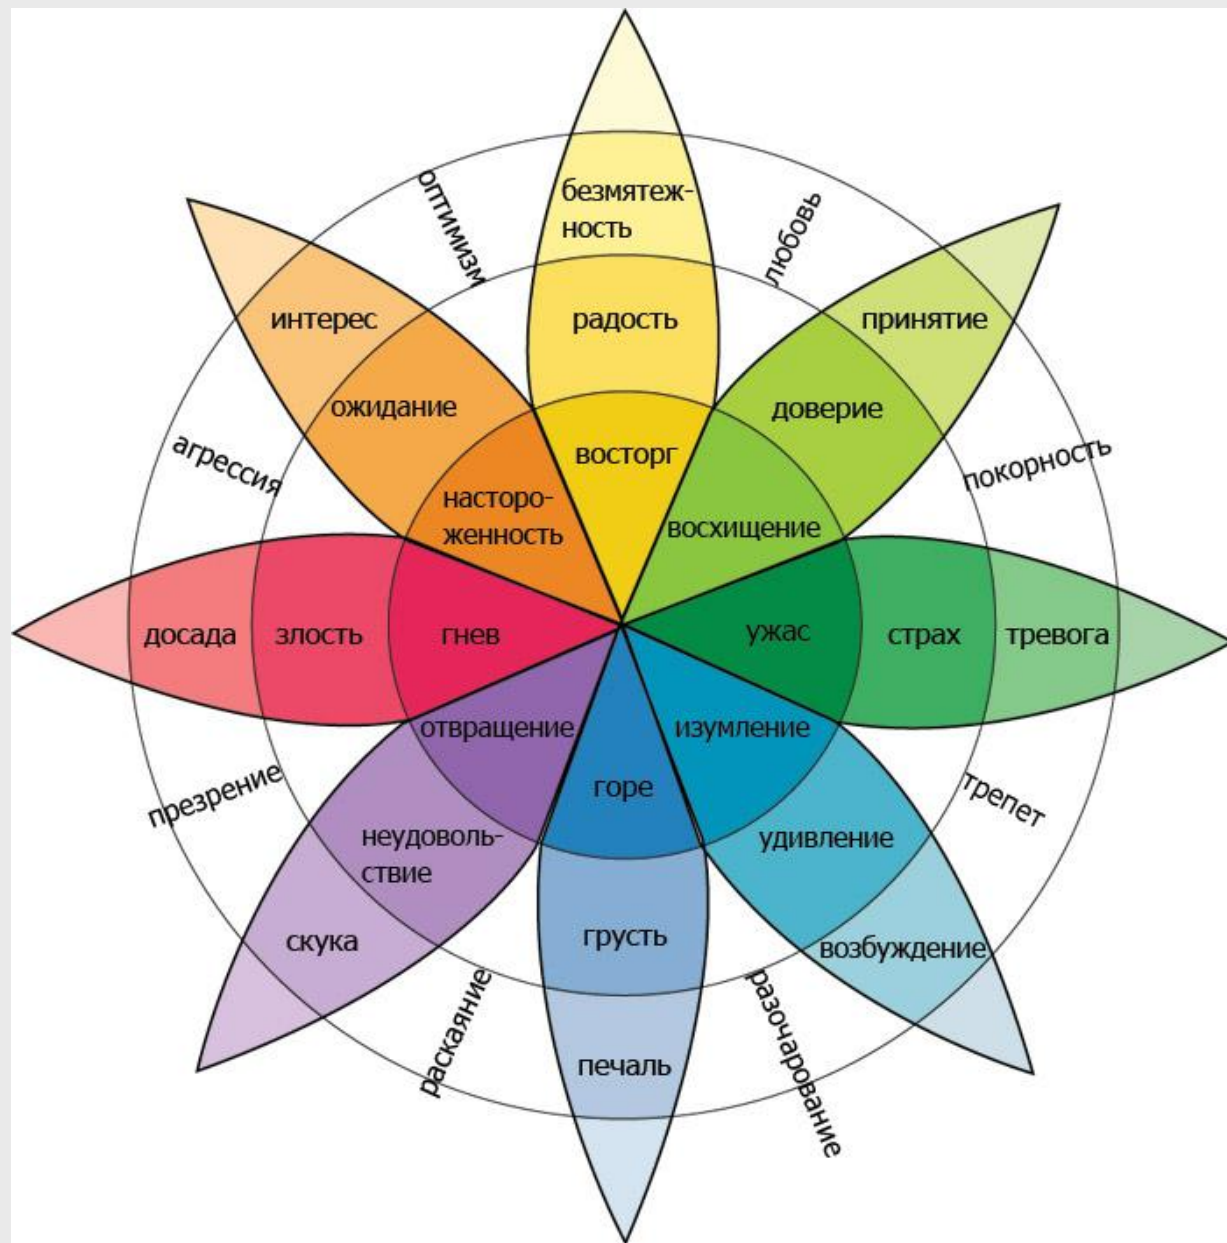 безмятеж-
ность
оптимизм
любовь
интерес
радость
принятие
ожидание
доверие
агрессия
восторг
покорность
насторо-
женность
восхищение
досада
злость
гнев
ужас
страх
тревога
отвращение
изумление
презрение
горе
трепет
неудоволь-
ствие
удивление
скука
грусть
возбуждение
раскаяние
разочарование
печаль